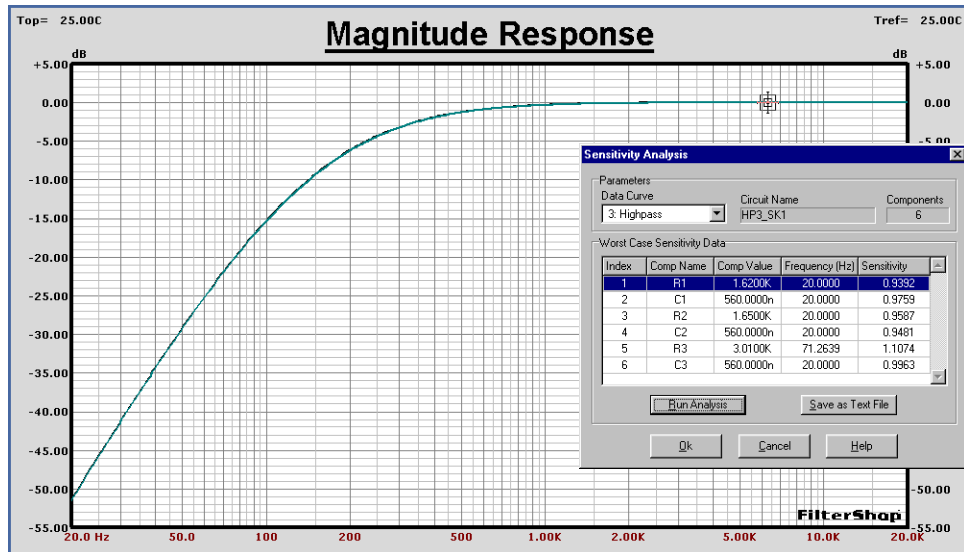 Top= 25.00C
Magnitude Response
Tref= 25.00C
dB
dB
+5.00
+5.00
0.00
0.00
-5.00
-5.00
-10.00
-15.00
-20.00
-25.00
-30.00
-35.00
-40.00
-45.00
-50.00
-50.00
-55.00
-55.00
20.0 Hz
50.0
100
200
500
1.00K
2.00K
5.00K
10.0K
20.0K
FilterShop
Sensitivity Analysis
Parameters
Data Curve
Circuit Name
Components
3: Highpass
HP3_SK1
6
Worst Case Sensitivity Data
Index Comp Name Comp Value Frequency (Hz) Sensitivity
1 R1 1.6200K 20.0000 0.9392
2 C1 560.0000n 20.0000 0.9759
3 R2 1.6500K 20.0000 0.9587
4 C2 560.0000n 20.0000 0.9481
5 R3 3.0100K 71.2639 1.1074
6 C3 560.0000n 20.0000 0.9963
Run Analysis
Save as Text File
Ok
Cancel
Help